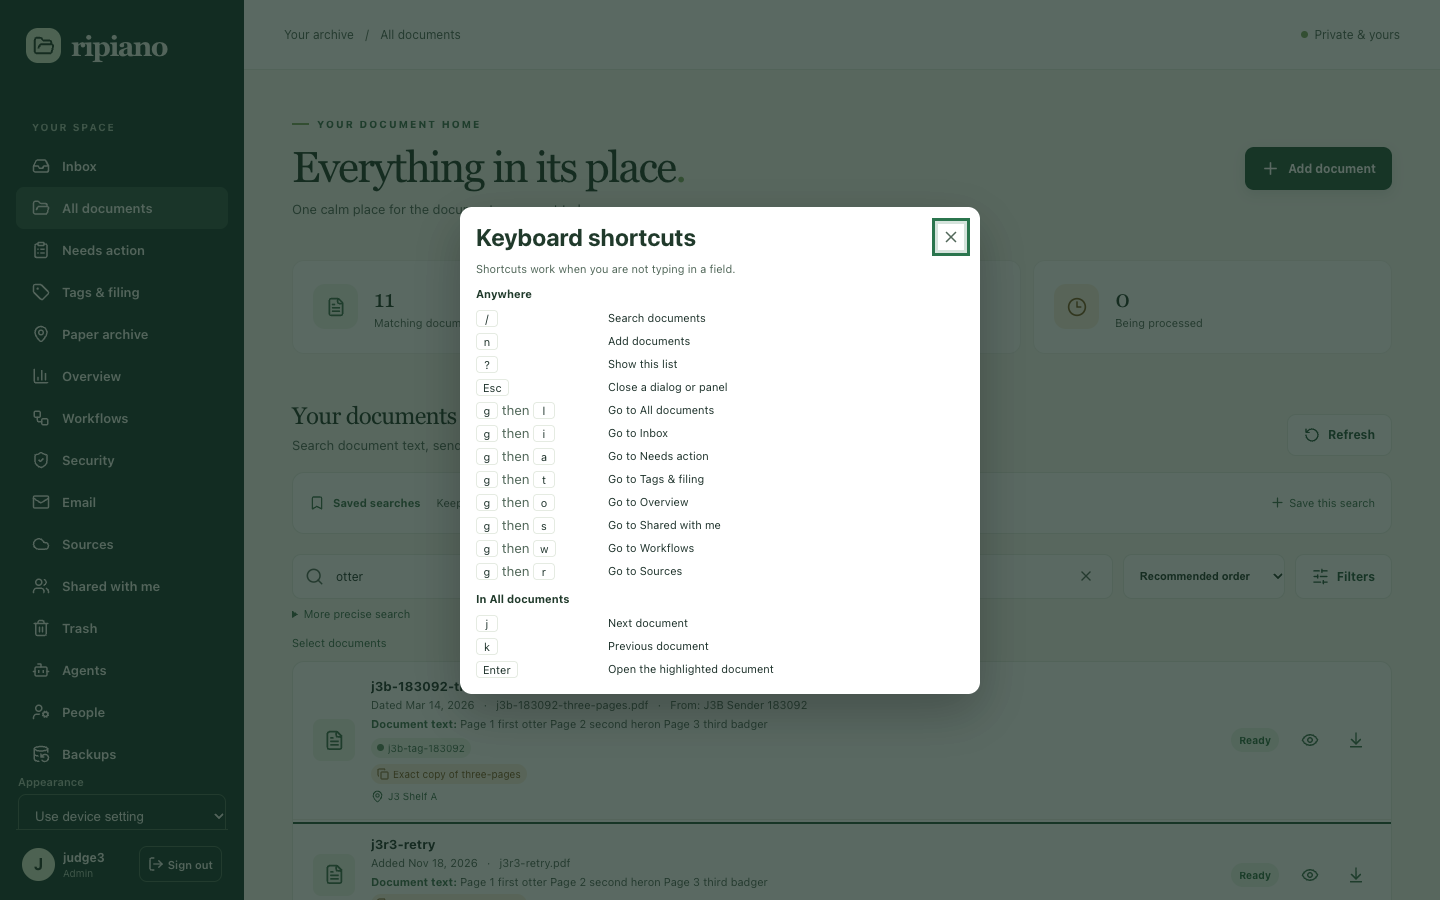 ripiano
YOUR SPACE
Inbox
All documents
Needs action
Tags & filing
Paper archive
Overview
Workflows
Security
Email
Sources
Shared with me
Trash
Agents
People
Backups
Appearance
Use device setting
J
judge3
Admin
Sign out
Your archive / All documents
Private & yours
YOUR DOCUMENT HOME
Everything in its place.
Add document
One calm place for the docu
11
Matching docum
0
Being processed
Your documents
Search document text, send
Refresh
Saved searches
Keep
Save this search
otter
Recommended order
Filters
More precise search
Select documents
j3b-183092-t
Dated Mar 14, 2026 · j3b-183092-three-pages.pdf · From: J3B Sender 183092
Document text: Page 1 first otter Page 2 second heron Page 3 third badger
j3b-tag-183092
Exact copy of three-pages
J3 Shelf A
Ready
j3r3-retry
Added Nov 18, 2026 · j3r3-retry.pdf
Document text: Page 1 first otter Page 2 second heron Page 3 third badger
Ready
Keyboard shortcuts
Shortcuts work when you are not typing in a field.
Anywhere
/ Search documents
n Add documents
? Show this list
Esc Close a dialog or panel
g then l Go to All documents
g then i Go to Inbox
g then a Go to Needs action
g then t Go to Tags & filing
g then o Go to Overview
g then s Go to Shared with me
g then w Go to Workflows
g then r Go to Sources
In All documents
j Next document
k Previous document
Enter Open the highlighted document